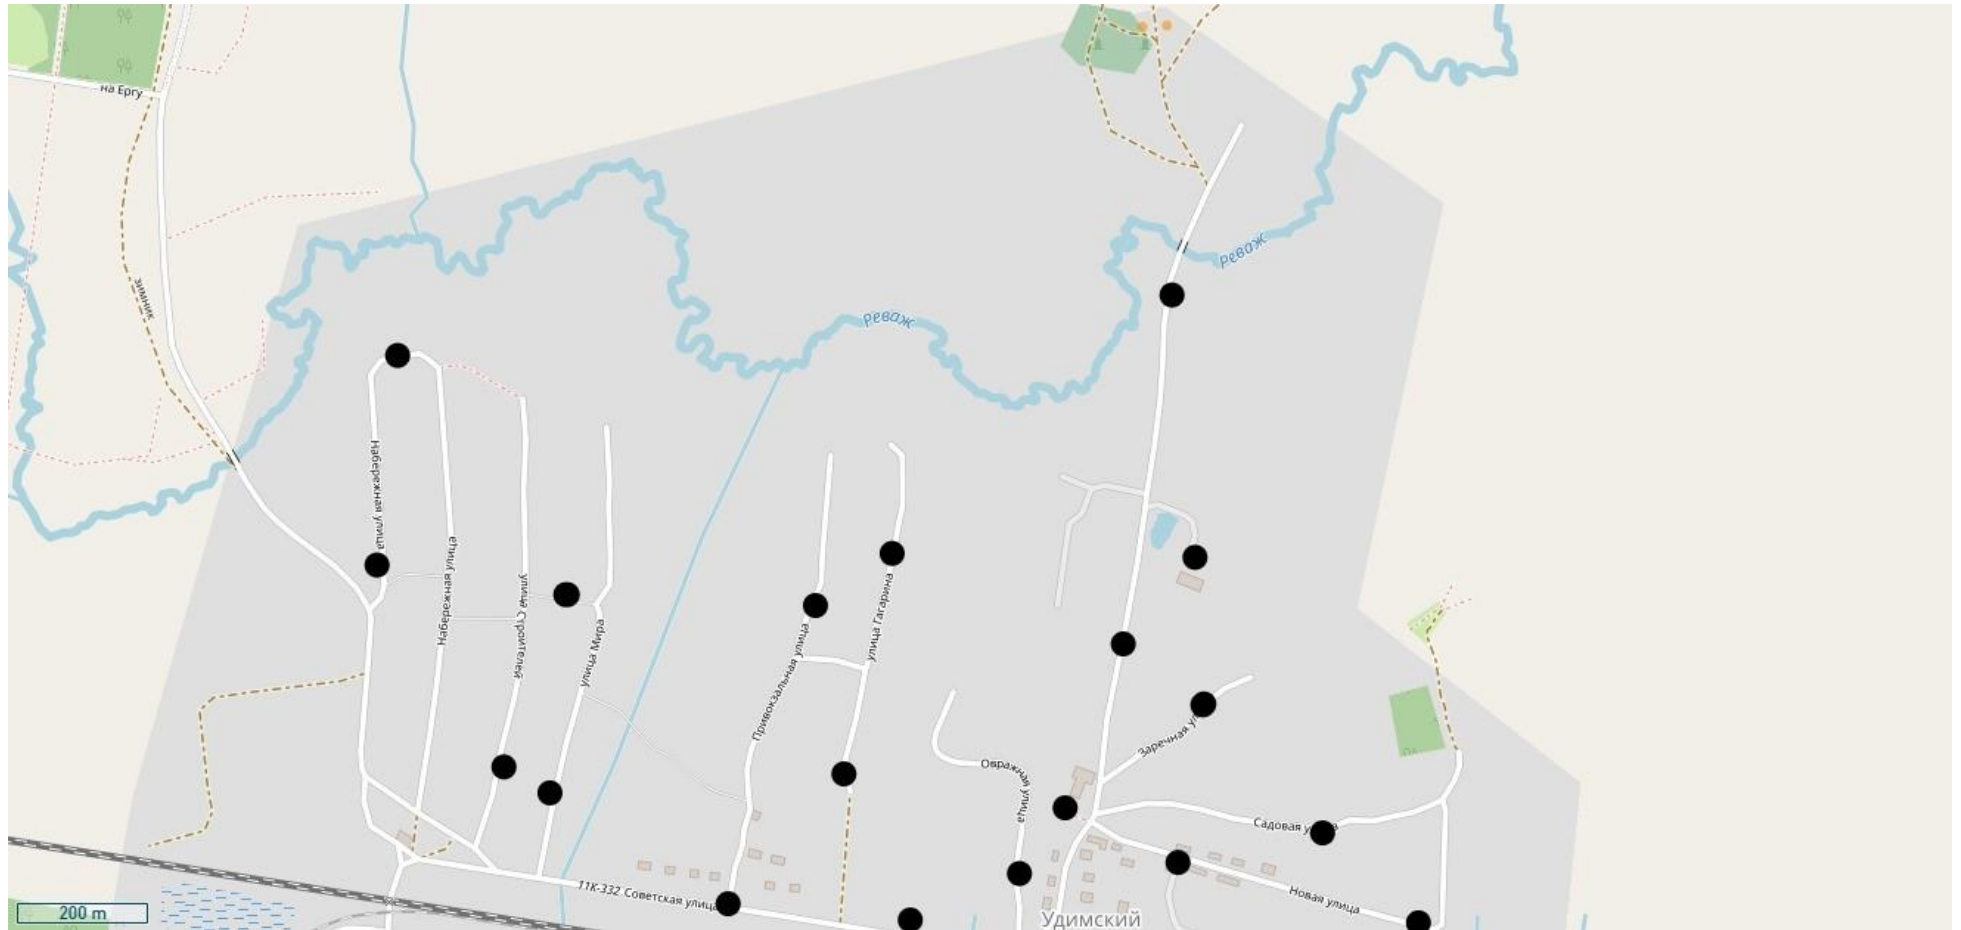 на Ергу
Реваж
зимник
Реваж
Набережная улица
Набережная улица
улица Строителей
улица Мира
Привокзальная улица
улица Гагарина
Заречная ул
Овражная улица
Садовая у
11К-332 Советская улица
Новая улица
200 m
Удимский